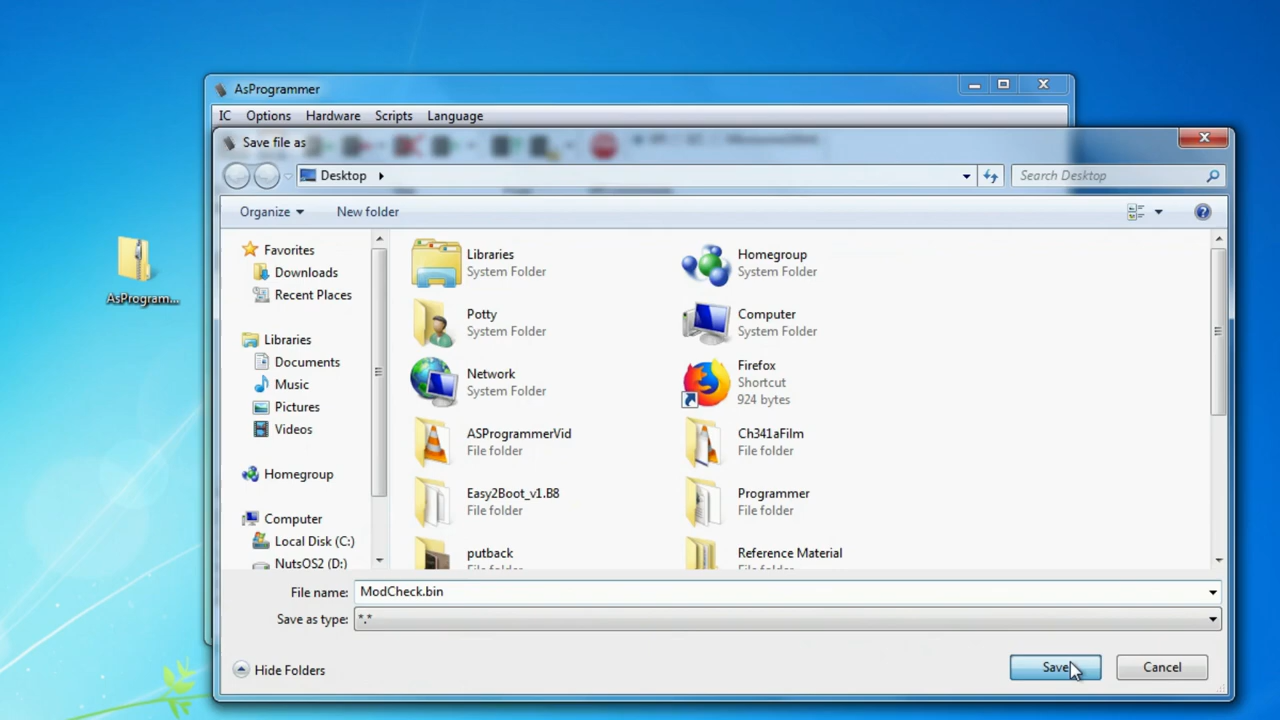 AsProgrammer
IC Options Hardware Scripts Language
Save file as
Desktop
Search Desktop
Organize
New folder
AsProgram...
Favorites
Downloads
Recent Places
Libraries
Documents
Music
Pictures
Videos
Homegroup
Computer
Local Disk (C:)
NutsOS2 (D:)
Libraries
System Folder
Homegroup
System Folder
Potty
System Folder
Computer
System Folder
Network
System Folder
Firefox
Shortcut
924 bytes
ASProgrammerVid
File folder
Ch341aFilm
File folder
Easy2Boot_v1.B8
File folder
Programmer
File folder
putback
File folder
Reference Material
File folder
File name: ModCheck.bin
Save as type: *.*
Hide Folders
Save
Cancel